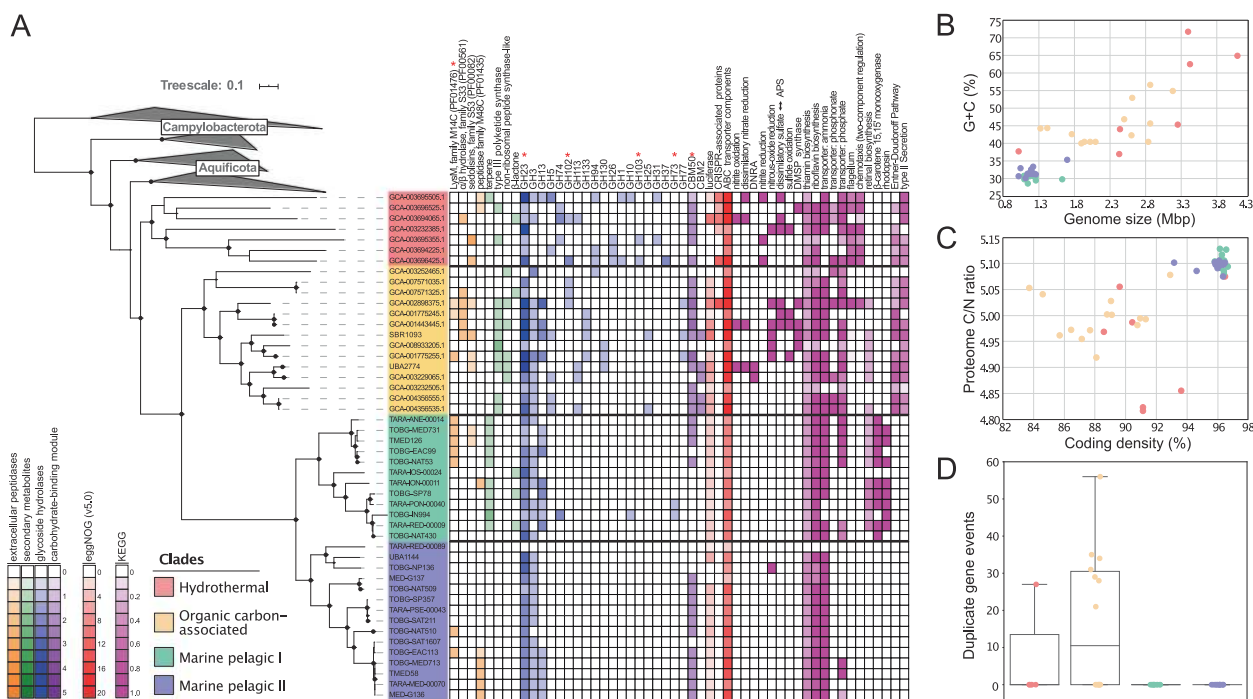 A
Treescale: 0.1
Campylobacterota
Aquificota
LysM, family M14C (PF01476) *
α/β hydrolases, family S33 (PF00561)
sedolisins, family S53 (PF00082)
peptidase family M48C (PF01435)
terpene
type III polyketide synthase
non-ribosomal peptide synthase-like
β-lactone
GH23 *
GH3
GH13
GH5
GH74
GH102 *
GH113
GH133
GH94
GH130
GH26
GH1
GH10
GH103 *
GH25
GH31
GH37
GH73 *
GH77
CBM50 *
CBM2
luciferase
CRISPR-associated proteins
ABC transporter components
nitrite oxidation
dissimilatory nitrate reduction
DNRA
nitrite reduction
nitrous-oxide reduction
dissimilatory sulfate ↔ APS
sulfide oxidation
DMSP synthase
thiamin biosynthesis
riboflavin biosynthesis
transporter: ammonia
transporter: phosphonate
transporter: phosphate
flagellum
chemotaxis (two-component regulation)
retinal biosynthesis
β-carotene 15,15' monooxygenase
rhodopsin
Entner-Doudoroff Pathway
type II Secretion
GCA-003695505.1
GCA-003696525.1
GCA-003694065.1
GCA-003232385.1
GCA-003695355.1
GCA-003694225.1
GCA-003696425.1
GCA-003252465.1
GCA-007571035.1
GCA-007571325.1
GCA-002898375.1
GCA-001775245.1
GCA-001443445.1
SBR1093
GCA-008933205.1
GCA-001775255.1
UBA2774
GCA-003229065.1
GCA-003232505.1
GCA-004356555.1
GCA-004356535.1
TARA-ANE-00014
TOBG-MED731
TMED126
TOBG-EAC99
TOBG-NAT53
TARA-IOS-00024
TARA-ION-00011
TOBG-SP78
TARA-PON-00040
TOBG-IN994
TARA-RED-00009
TOBG-NAT430
TARA-RED-00089
UBA1144
TOBG-NP136
MED-G137
TOBG-NAT509
TOBG-SP357
TARA-PSE-00043
TOBG-SAT211
TOBG-NAT510
TOBG-SAT1607
TOBG-EAC113
TOBG-MED713
TMED58
TARA-MED-00070
MED-G136
extracellular peptidases
secondary metabolites
glycoside hydrolases
carbohydrate-binding module
0
1
2
3
4
5
eggNOG (v5.0)
0
4
8
12
16
20
KEGG
0
0.2
0.4
0.6
0.8
1.0
Clades
Hydrothermal
Organic carbon-
associated
Marine pelagic I
Marine pelagic II
B
G+C (%)
75
70
65
60
55
50
45
40
35
30
25
0.8 1.3 1.8 2.3 2.8 3.3 3.8 4.3
Genome size (Mbp)
C
Proteome C/N ratio
5.15
5.10
5.05
5.00
4.95
4.90
4.85
4.80
82 84 86 88 90 92 94 96 98
Coding density (%)
D
Duplicate gene events
60
50
40
30
20
10
0